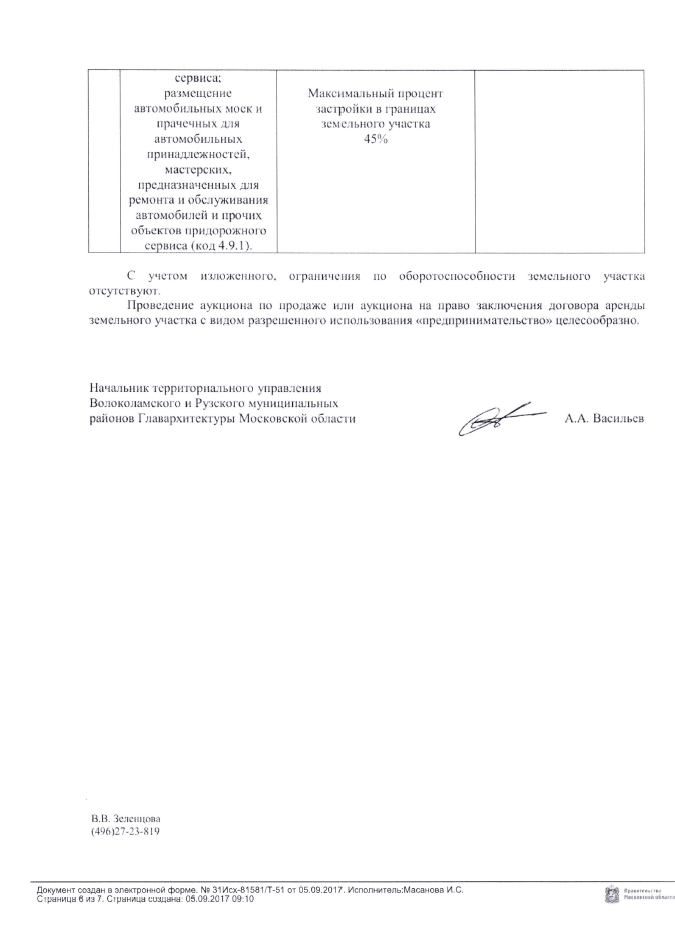 сервиса;
размещение
автомобильных моек и
прачечных для
автомобильных
принадлежностей,
мастерских,
предназначенных для
ремонта и обслуживания
автомобилей и прочих
объектов придорожного
сервиса (код 4.9.1).
Максимальный процент
застройки в границах
земельного участка
45%
С учетом изложенного, ограничения по оборотоспособности земельного участка
отсутствуют.
Проведение аукциона по продаже или аукциона на право заключения договора аренды
земельного участка с видом разрешенного использования «предпринимательство» целесообразно.
Начальник территориального управления
Волоколамского и Рузского муниципальных
районов Главархитектуры Московской области
А.А. Васильев
В.В. Зеленцова
(496)27-23-819
Документ создан в электронной форме. № 31Исх-81581/Т-51 от 05.09.2017. Исполнитель:Масанова И.С.
Страница 6 из 7. Страница создана: 05.09.2017 09:10
Правительство
Московской области